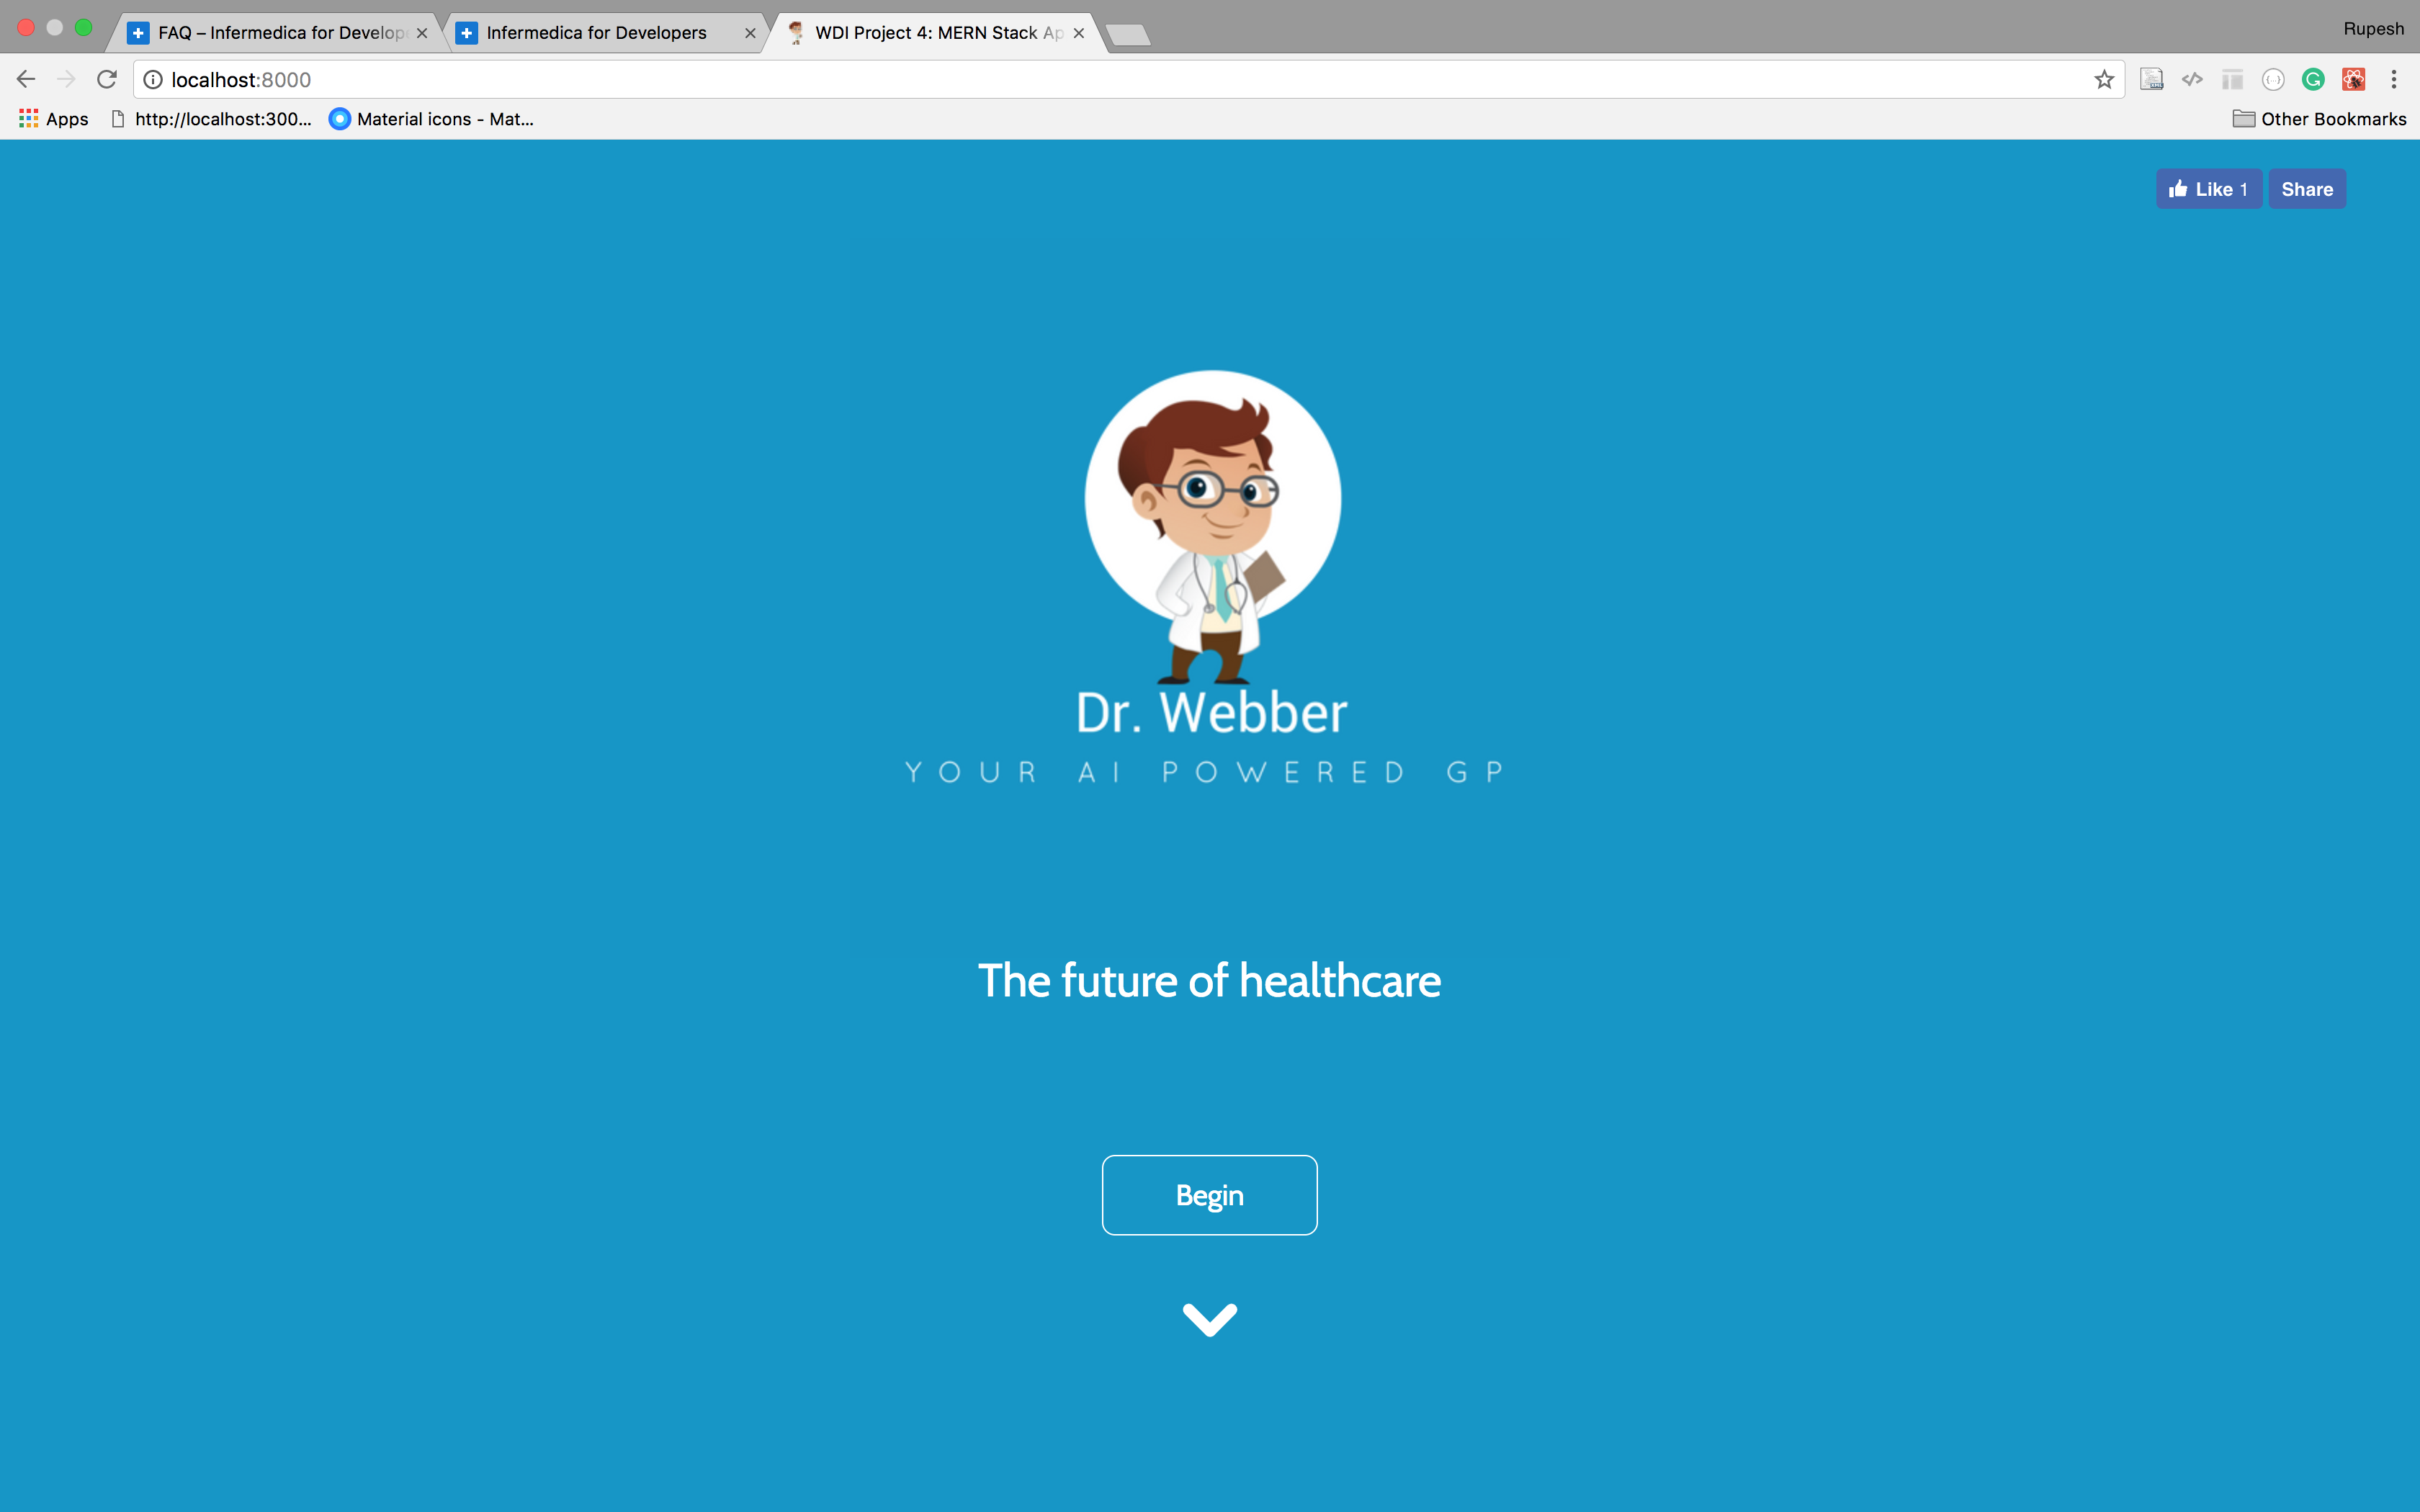 FAQ – Infermedica for Develope
Infermedica for Developers
WDI Project 4: MERN Stack Ap
Rupesh
localhost:8000
Apps
http://localhost:300...
Material icons - Mat...
Other Bookmarks
Like 1
Share
Dr. Webber
YOUR AI POWERED GP
The future of healthcare
Begin